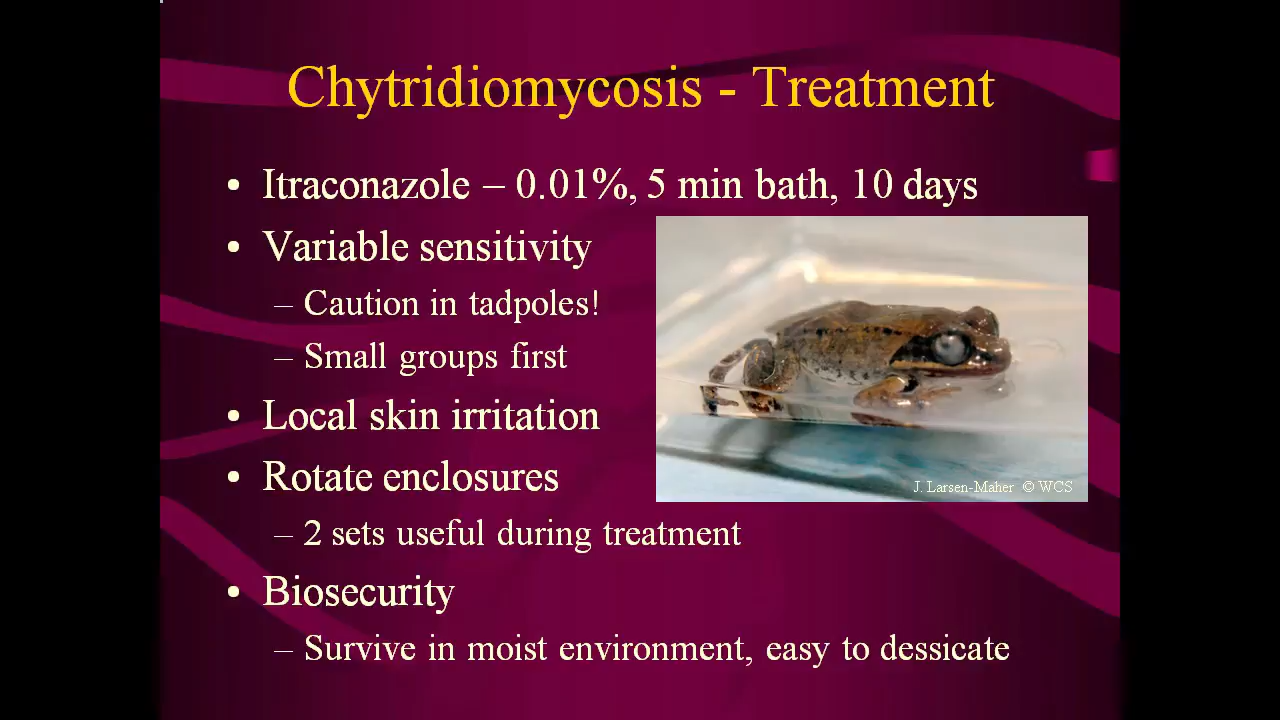 Chytridiomycosis - Treatment
• Itraconazole – 0.01%, 5 min bath, 10 days
• Variable sensitivity
– Caution in tadpoles!
– Small groups first
• Local skin irritation
• Rotate enclosures
– 2 sets useful during treatment
• Biosecurity
– Survive in moist environment, easy to dessicate
J. Larsen-Maher © WCS